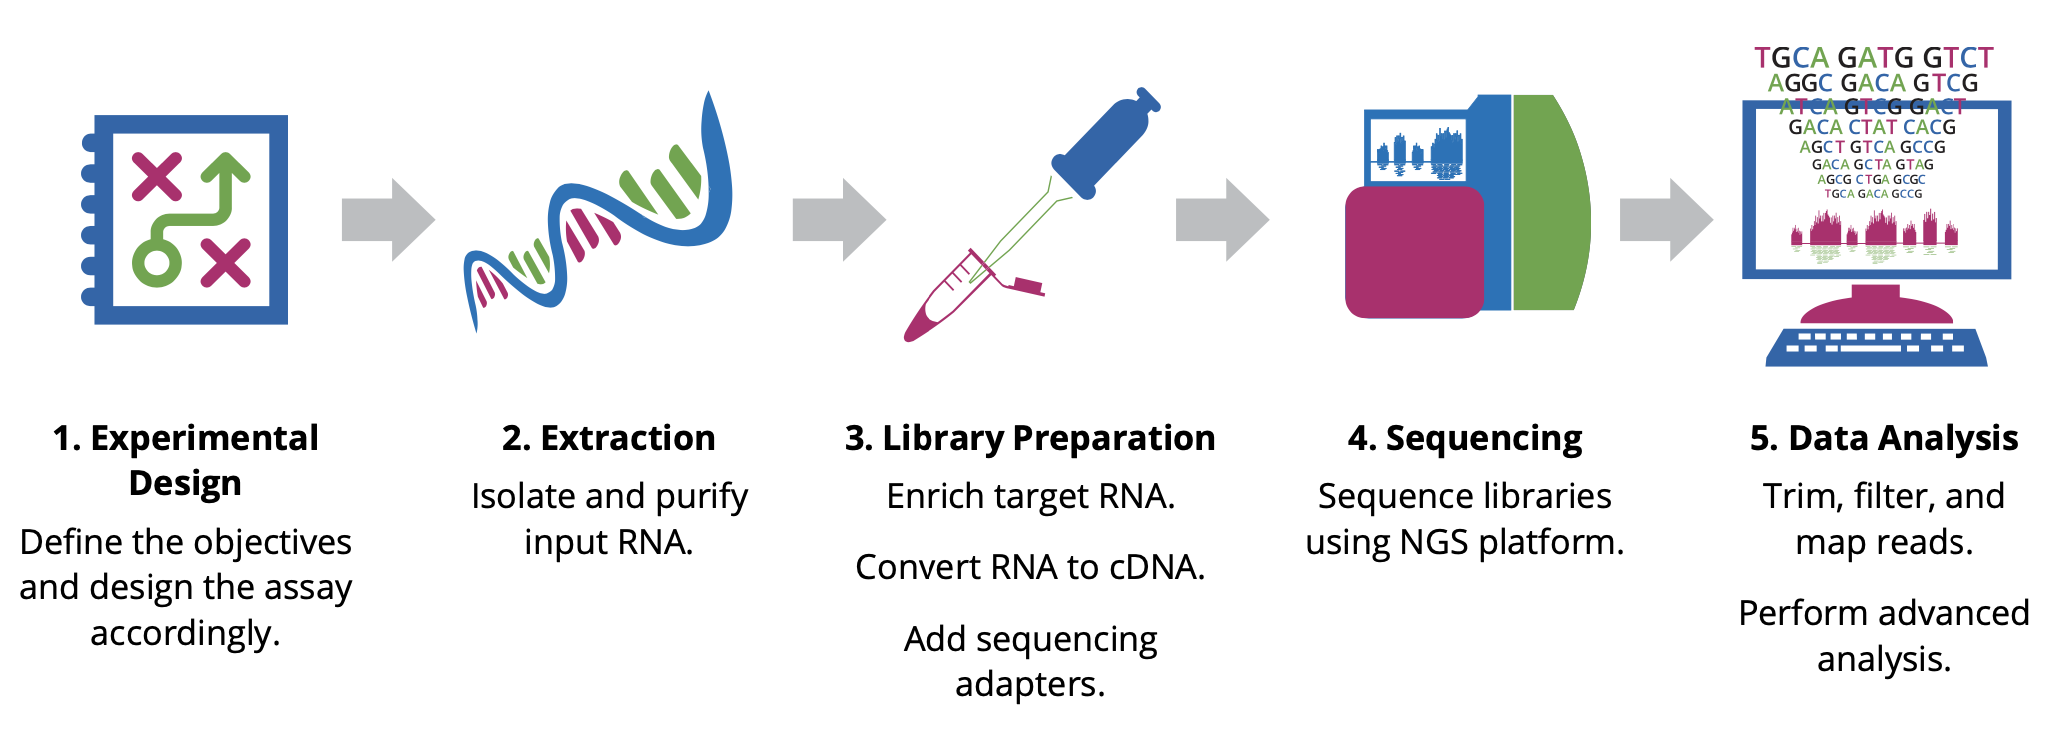 TGCA GATG GTCT
AGGC GACA GTCG
ATCA GTCG GACT
GACA CTAT CACG
AGCT GTCA GCCG
GACA GCTA GTAG
AGCG CTGA GCGC
TGCA GACA GCCG
1. Experimental
Design
Define the objectives
and design the assay
accordingly.
2. Extraction
Isolate and purify
input RNA.
3. Library Preparation
Enrich target RNA.
Convert RNA to cDNA.
Add sequencing
adapters.
4. Sequencing
Sequence libraries
using NGS platform.
5. Data Analysis
Trim, filter, and
map reads.
Perform advanced
analysis.